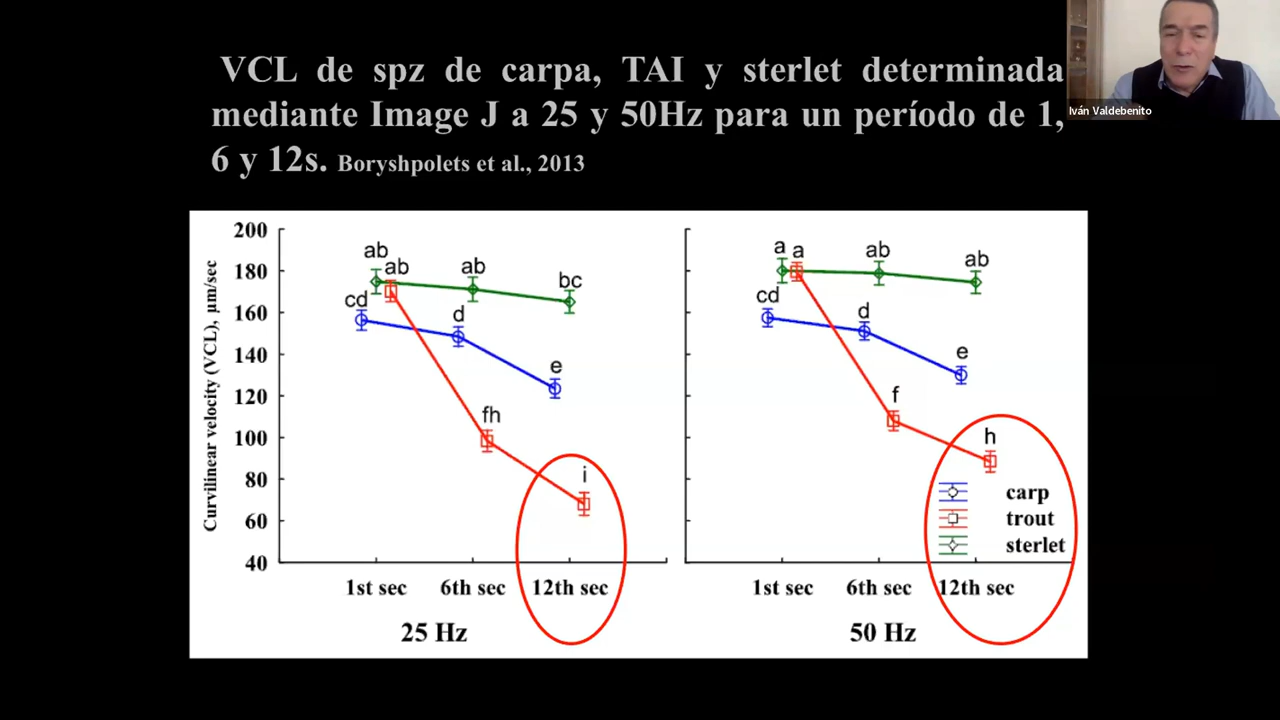 VCL de spz de carpa, TAI y sterlet determinada
mediante Image J a 25 y 50Hz para un período de 1,
6 y 12s. Boryshpolets et al., 2013
Iván Valdebenito
Curvilinear velocity (VCL), µm/sec
200
180
160
140
120
100
80
60
40
ab
ab
ab
bc
cd
d
e
fh
i
1st sec 6th sec 12th sec
25 Hz
a a
ab
ab
cd
d
e
f
h
carp
trout
sterlet
1st sec 6th sec 12th sec
50 Hz